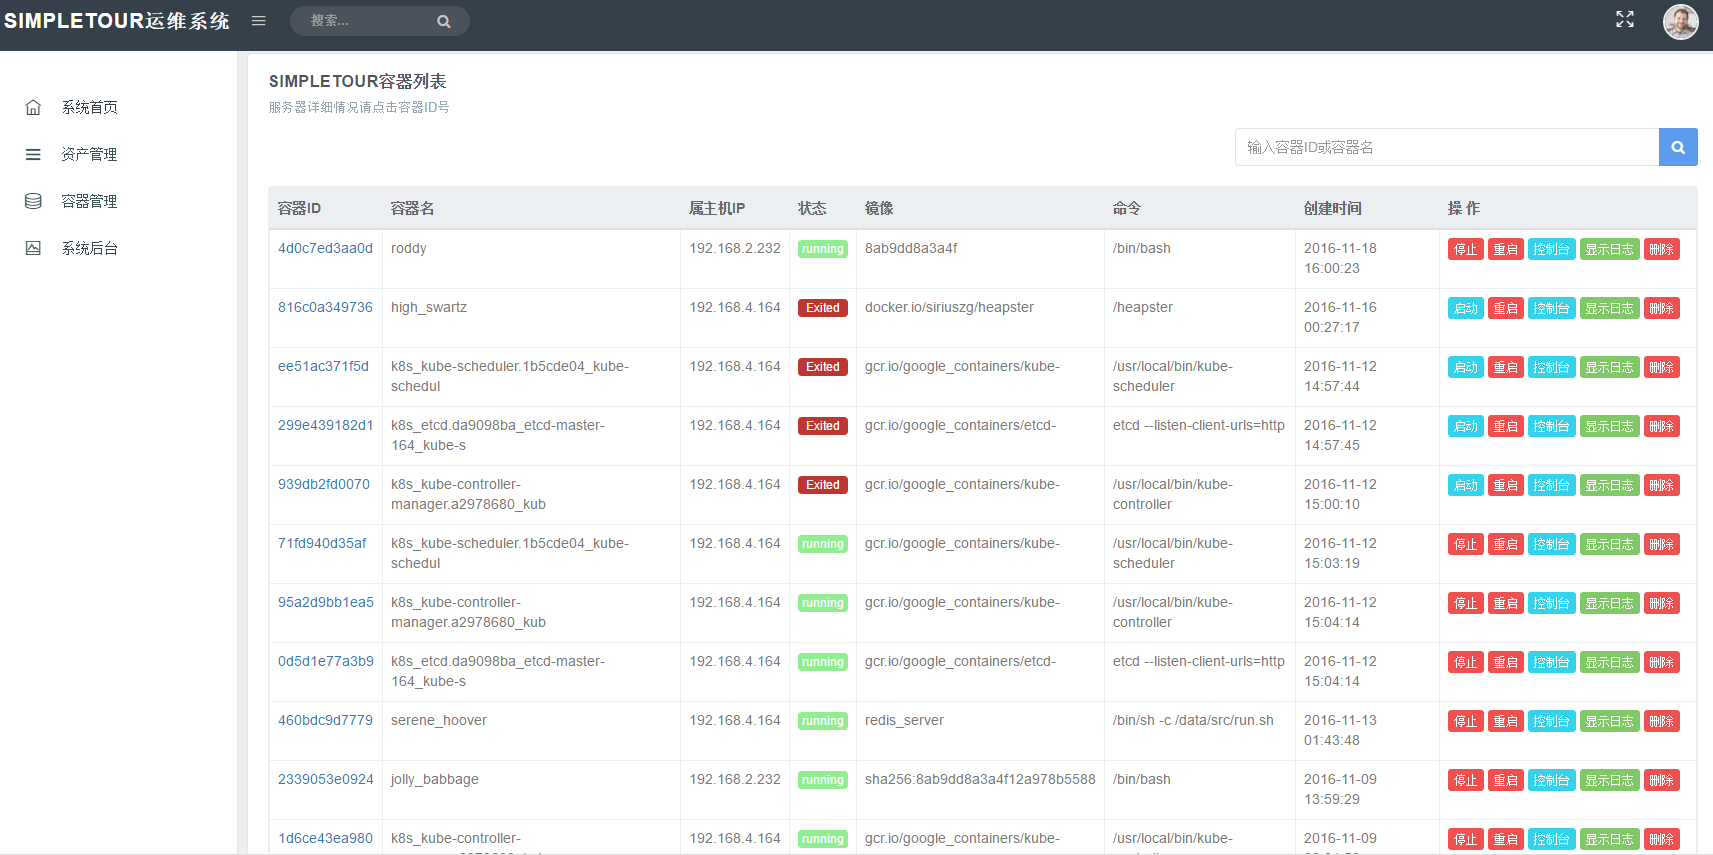 SIMPLETOUR运维系统
搜索...
系统首页
资产管理
容器管理
系统后台
SIMPLETOUR容器列表
服务器详细情况请点击容器ID号
输入容器ID或容器名
容器ID 容器名 属主机IP 状态 镜像 命令 创建时间 操 作
4d0c7ed3aa0d roddy 192.168.2.232 running 8ab9dd8a3a4f /bin/bash 2016-11-18 停止 重启 控制台 显示日志 删除
16:00:23
816c0a349736 high_swartz 192.168.4.164 Exited docker.io/siriuszg/heapster /heapster 2016-11-16 启动 重启 控制台 显示日志 删除
00:27:17
ee51ac371f5d k8s_kube-scheduler.1b5cde04_kube- 192.168.4.164 Exited gcr.io/google_containers/kube- /usr/local/bin/kube- 2016-11-12 启动 重启 控制台 显示日志 删除
schedul scheduler 14:57:44
299e439182d1 k8s_etcd.da9098ba_etcd-master- 192.168.4.164 Exited gcr.io/google_containers/etcd- etcd --listen-client-urls=http 2016-11-12 启动 重启 控制台 显示日志 删除
164_kube-s 14:57:45
939db2fd0070 k8s_kube-controller- 192.168.4.164 Exited gcr.io/google_containers/kube- /usr/local/bin/kube- 2016-11-12 启动 重启 控制台 显示日志 删除
manager.a2978680_kub controller 15:00:10
71fd940d35af k8s_kube-scheduler.1b5cde04_kube- 192.168.4.164 running gcr.io/google_containers/kube- /usr/local/bin/kube- 2016-11-12 停止 重启 控制台 显示日志 删除
schedul scheduler 15:03:19
95a2d9bb1ea5 k8s_kube-controller- 192.168.4.164 running gcr.io/google_containers/kube- /usr/local/bin/kube- 2016-11-12 停止 重启 控制台 显示日志 删除
manager.a2978680_kub controller 15:04:14
0d5d1e77a3b9 k8s_etcd.da9098ba_etcd-master- 192.168.4.164 running gcr.io/google_containers/etcd- etcd --listen-client-urls=http 2016-11-12 停止 重启 控制台 显示日志 删除
164_kube-s 15:04:14
460bdc9d7779 serene_hoover 192.168.4.164 running redis_server /bin/sh -c /data/src/run.sh 2016-11-13 停止 重启 控制台 显示日志 删除
01:43:48
2339053e0924 jolly_babbage 192.168.2.232 running sha256:8ab9dd8a3a4f12a978b5588 /bin/bash 2016-11-09 停止 重启 控制台 显示日志 删除
13:59:29
1d6ce43ea980 k8s_kube-controller- 192.168.4.164 running gcr.io/google_containers/kube- /usr/local/bin/kube- 2016-11-09 停止 重启 控制台 显示日志 删除